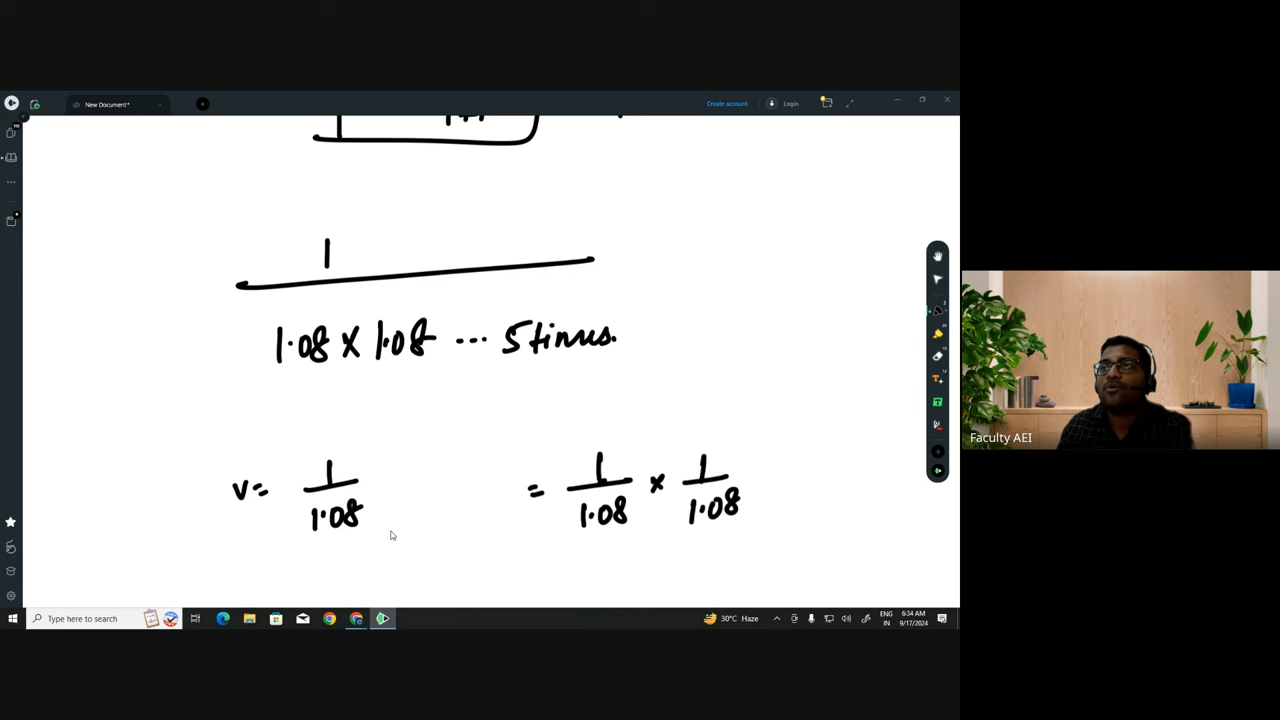 New Document*
Create account
Login
1+i
1
1.08 x 1.08 ... 5 times.
v= 1/1.08 = 1/1.08 x 1/1.08
Faculty AEI
Type here to search
30°C Haze
ENG
IN
6:34 AM
9/17/2024